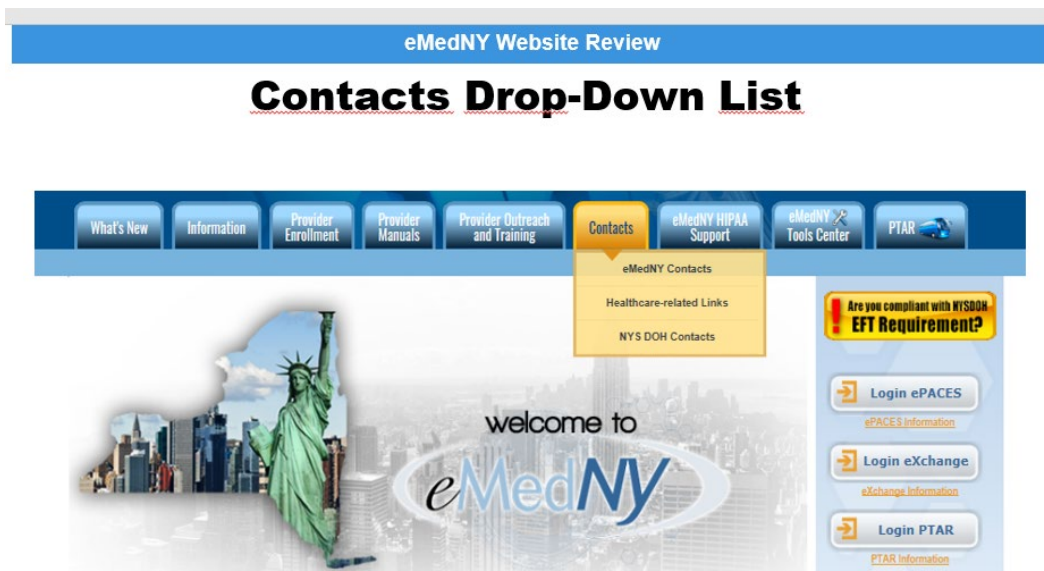 eMedNY Website Review
Contacts Drop-Down List
What's New
Information
Provider
Enrollment
Provider
Manuals
Provider Outreach
and Training
Contacts
eMedNY HIPAA
Support
eMedNY
Tools Center
PTAR
eMedNY Contacts
Healthcare-related Links
NYS DOH Contacts
Are you compliant with NYSDOH
EFT Requirement?
welcome to
eMedNY
Login ePACES
ePACES Information
Login eXchange
eXchange Information
Login PTAR
PTAR Information